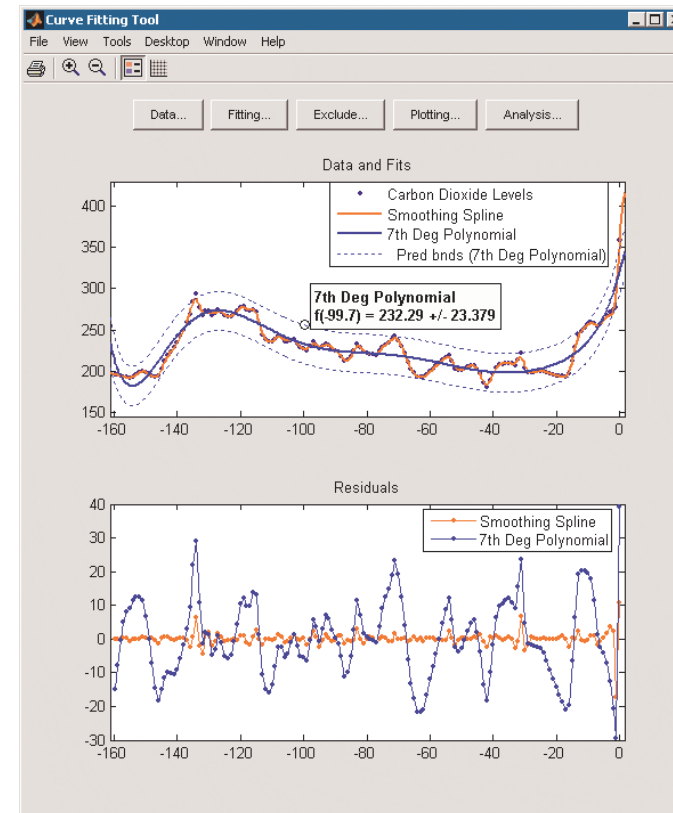 Curve Fitting Tool
File View Tools Desktop Window Help
Data... Fitting... Exclude... Plotting... Analysis...
Data and Fits
Carbon Dioxide Levels
Smoothing Spline
7th Deg Polynomial
Pred bnds (7th Deg Polynomial)
7th Deg Polynomial
f(-99.7) = 232.29 +/- 23.379
400
350
300
250
200
150
-160 -140 -120 -100 -80 -60 -40 -20 0
Residuals
Smoothing Spline
7th Deg Polynomial
40
30
20
10
0
-10
-20
-30
-160 -140 -120 -100 -80 -60 -40 -20 0